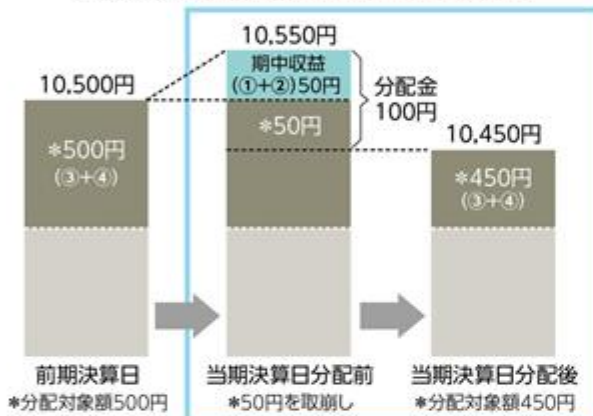 10,550円
期中収益
(①+②)50円
分配金
100円
10,500円
*50円
10,450円
*500円
(③+④)
*450円
(③+④)
前期決算日
*分配対象額500円
当期決算日分配前
*50円を取崩し
当期決算日分配後
*分配対象額450円